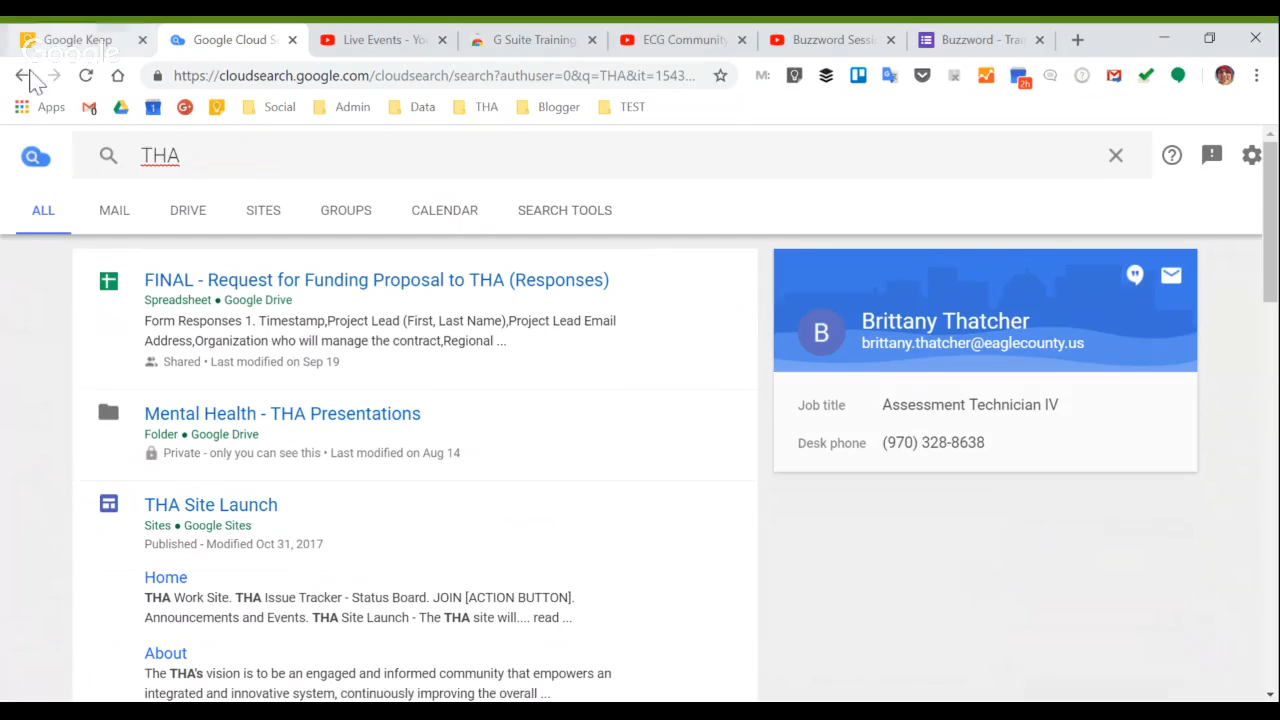 Google Keep
Google
Google Cloud S
Live Events - Yo
G Suite Training
ECG Community
Buzzword Sessi
Buzzword - Trai
https://cloudsearch.google.com/cloudsearch/search?authuser=0&q=THA&it=1543...
M:
2h
Apps
Social
Admin
Data
THA
Blogger
TEST
THA
ALL
MAIL
DRIVE
SITES
GROUPS
CALENDAR
SEARCH TOOLS
FINAL - Request for Funding Proposal to THA (Responses)
Spreadsheet ● Google Drive
Form Responses 1. Timestamp,Project Lead (First, Last Name),Project Lead Email
Address,Organization who will manage the contract,Regional ...
Shared • Last modified on Sep 19
Mental Health - THA Presentations
Folder ● Google Drive
Private - only you can see this • Last modified on Aug 14
THA Site Launch
Sites ● Google Sites
Published - Modified Oct 31, 2017
Home
THA Work Site. THA Issue Tracker - Status Board. JOIN [ACTION BUTTON].
Announcements and Events. THA Site Launch - The THA site will.... read ...
About
The THA's vision is to be an engaged and informed community that empowers an
integrated and innovative system, continuously improving the overall ...
B
Brittany Thatcher
brittany.thatcher@eaglecounty.us
Job title Assessment Technician IV
Desk phone (970) 328-8638